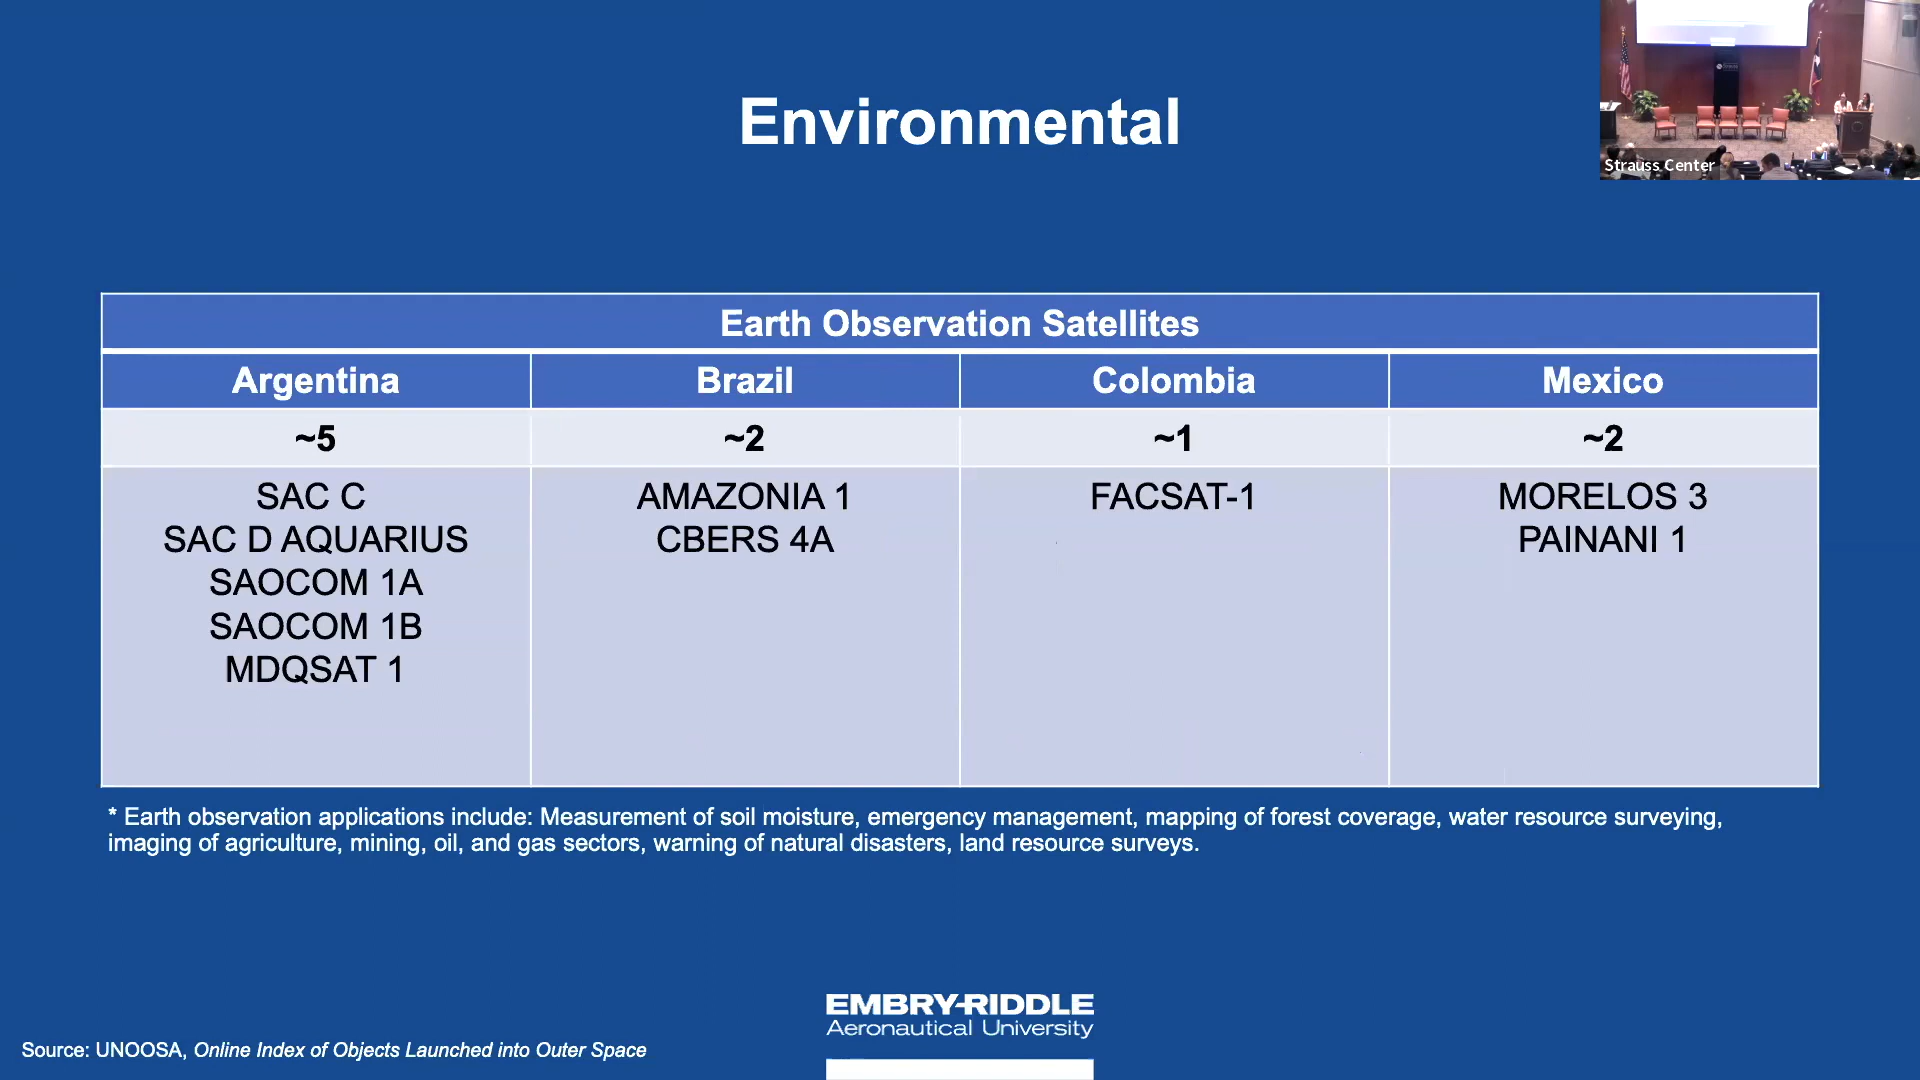 Environmental
Strauss Center
Earth Observation Satellites
Argentina Brazil Colombia Mexico
~5 ~2 ~1 ~2
SAC C
SAC D AQUARIUS
SAOCOM 1A
SAOCOM 1B
MDQSAT 1
AMAZONIA 1
CBERS 4A
FACSAT-1
MORELOS 3
PAINANI 1
* Earth observation applications include: Measurement of soil moisture, emergency management, mapping of forest coverage, water resource surveying,
imaging of agriculture, mining, oil, and gas sectors, warning of natural disasters, land resource surveys.
EMBRY-RIDDLE
Aeronautical University
Source: UNOOSA, Online Index of Objects Launched into Outer Space